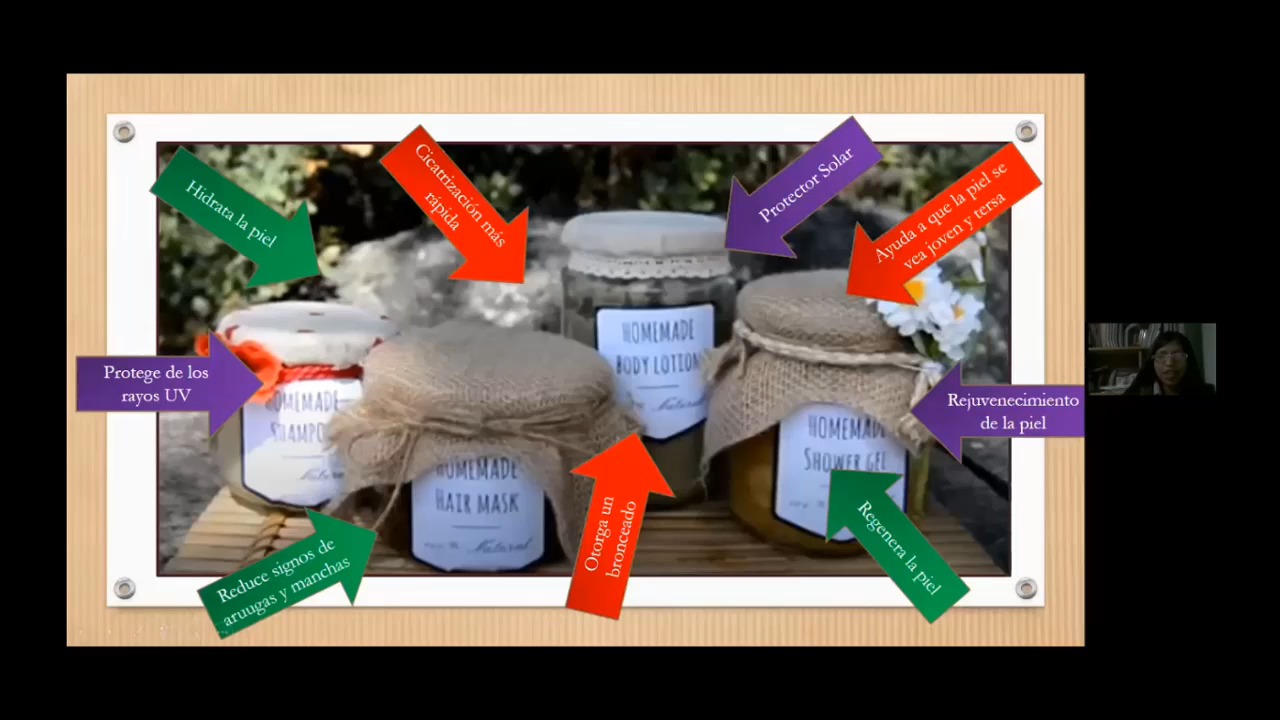 Hidrata la piel
Cicatrización más
rápida
Protector Solar
Ayuda a que la piel se
vea joven y tersa
Protege de los
rayos UV
Rejuvenecimiento
de la piel
Reduce signos de
aruugas y manchas
Otorga un
bronceado
Regenera la piel
HOMEMADE
SHAMPO
HOMEMADE
HAIR MASK
Natural
HOMEMADE
BODY LOTION
Natural
HOMEMADE
SHOWER GEL